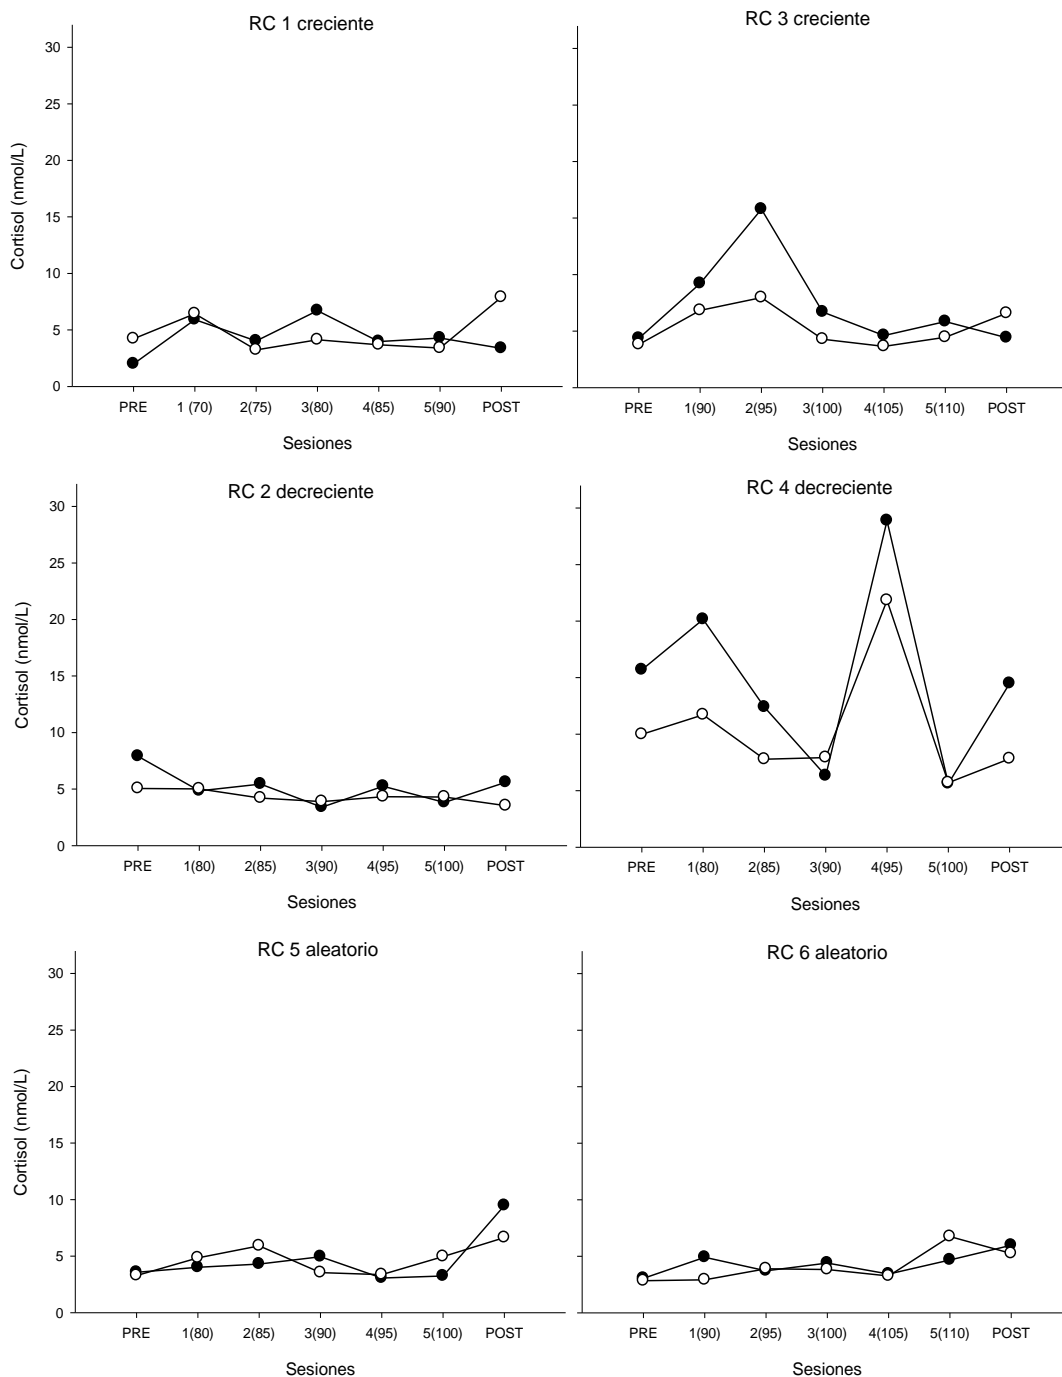 RC 1 creciente
30
25
20
15
10
5
0
Cortisol (nmol/L)
PRE 1 (70) 2(75) 3(80) 4(85) 5(90) POST
Sesiones
RC 3 creciente
PRE 1(90) 2(95) 3(100) 4(105) 5(110) POST
Sesiones
RC 2 decreciente
30
25
20
15
10
5
0
Cortisol (nmol/L)
PRE 1(80) 2(85) 3(90) 4(95) 5(100) POST
Sesiones
RC 4 decreciente
PRE 1(80) 2(85) 3(90) 4(95) 5(100) POST
Sesiones
RC 5 aleatorio
30
25
20
15
10
5
0
Cortisol (nmol/L)
PRE 1(80) 2(85) 3(90) 4(95) 5(100) POST
Sesiones
RC 6 aleatorio
PRE 1(90) 2(95) 3(100) 4(105) 5(110) POST
Sesiones